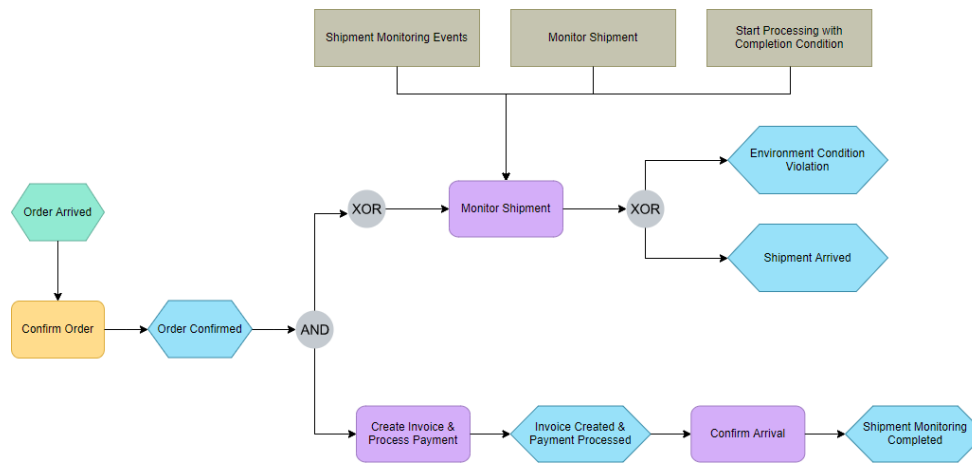 Shipment Monitoring Events
Monitor Shipment
Start Processing with
Completion Condition
Environment Condition
Violation
Order Arrived
XOR
Monitor Shipment
XOR
Shipment Arrived
Confirm Order
Order Confirmed
AND
Create Invoice &
Process Payment
Invoice Created &
Payment Processed
Confirm Arrival
Shipment Monitoring
Completed